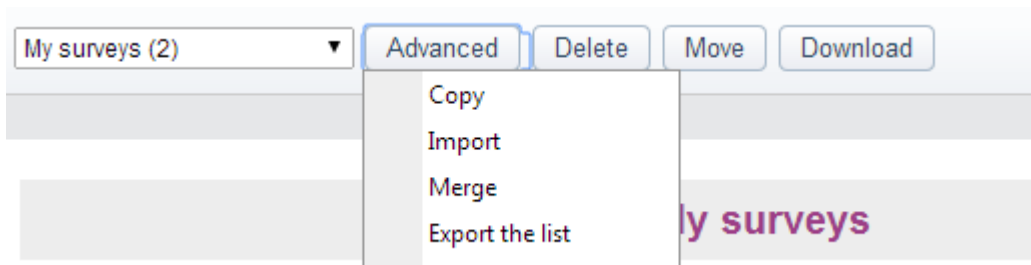 My surveys (2) Advanced Delete Move Download
Copy
Import
Merge
Export the list
ly surveys